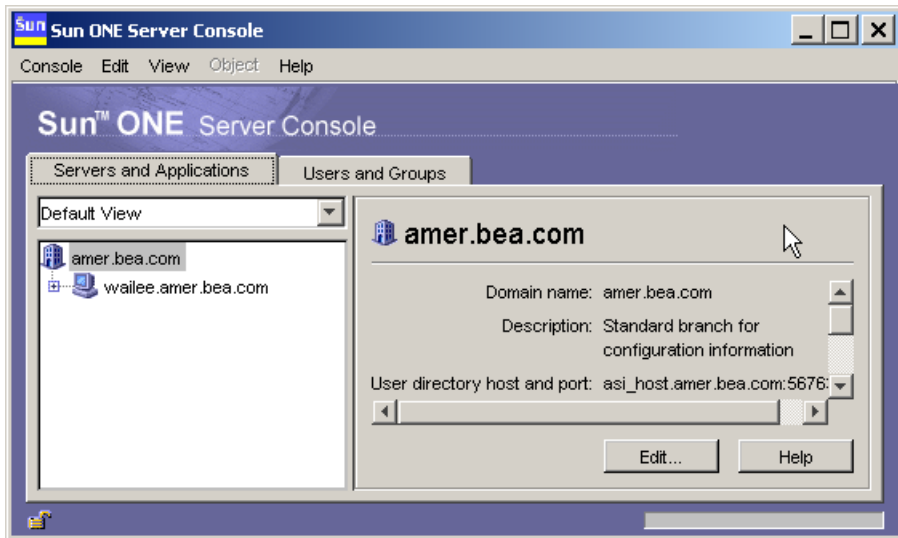 Sun
Sun ONE Server Console
Console Edit View Object Help
Sun™ ONE Server Console
Servers and Applications
Users and Groups
Default View
amer.bea.com
wailee.amer.bea.com
amer.bea.com
Domain name: amer.bea.com
Description: Standard branch for
configuration information
User directory host and port: asi_host.amer.bea.com:5676
Edit...
Help